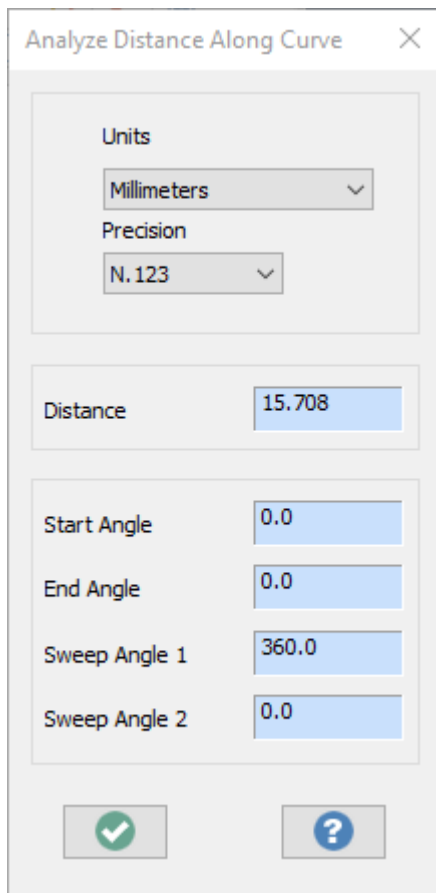 Analyze Distance Along Curve
Units
Millimeters
Precision
N.123
Distance 15.708
Start Angle 0.0
End Angle 0.0
Sweep Angle 1 360.0
Sweep Angle 2 0.0
?